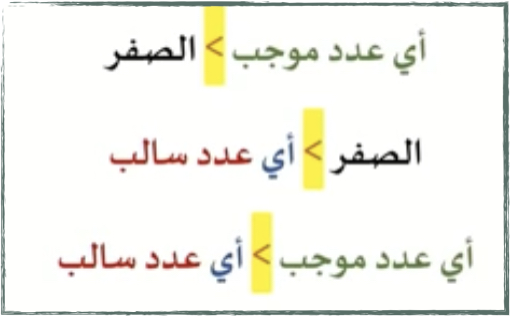 أي عدد موجب > الصفر
الصفر > أي عدد سالب
أي عدد موجب > أي عدد سالب